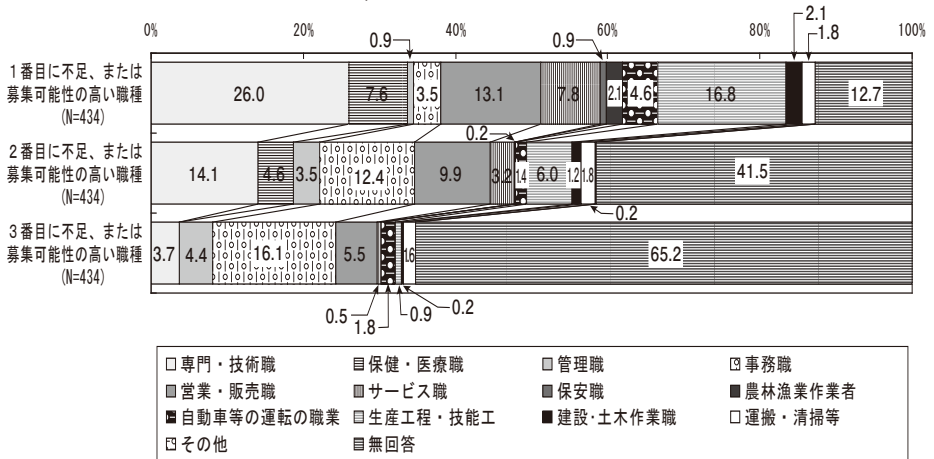 0% 20% 40% 60% 80% 100%
0.9 0.9 2.1 1.8
1番目に不足、または
募集可能性の高い職種
(N=434)
26.0 7.6 3.5 13.1 7.8 2.1 4.6 16.8 12.7
0.2
2番目に不足、または
募集可能性の高い職種
(N=434)
14.1 4.6 3.5 12.4 9.9 3.2 1.4 6.0 1.2 1.8 41.5
0.2
3番目に不足、または
募集可能性の高い職種
(N=434)
3.7 4.4 16.1 5.5 1.6 65.2
0.5 1.8 0.9 0.2
専門・技術職 保健・医療職 管理職 事務職
営業・販売職 サービス職 保安職 農林漁業作業者
自動車等の運転の職業 生産工程・技能工 建設・土木作業職 運搬・清掃等
その他 無回答